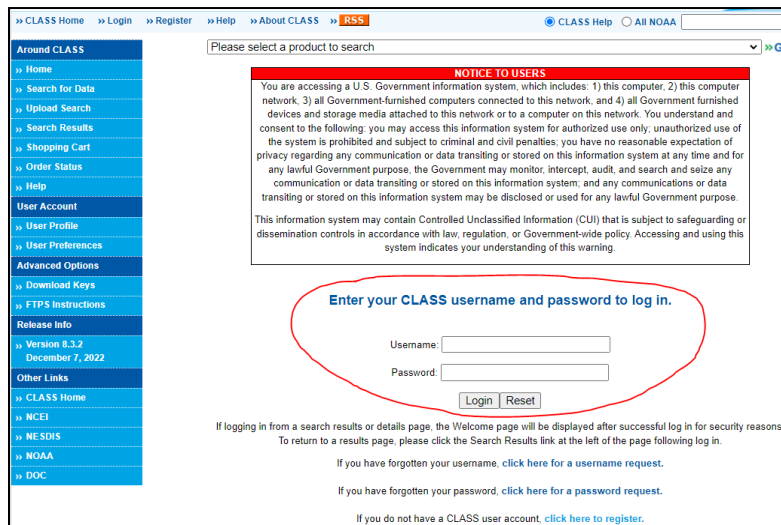 »» CLASS Home »» Login »» Register »» Help »» About CLASS »» RSS CLASS Help All NOAA
Around CLASS
»» Home
»» Search for Data
»» Upload Search
»» Search Results
»» Shopping Cart
»» Order Status
»» Help
User Account
»» User Profile
»» User Preferences
Advanced Options
»» Download Keys
»» FTPS Instructions
Release Info
»» Version 8.3.2
December 7, 2022
Other Links
»» CLASS Home
»» NCEI
»» NESDIS
»» NOAA
»» DOC
Please select a product to search »» G
NOTICE TO USERS
You are accessing a U.S. Government information system, which includes: 1) this computer, 2) this computer
network, 3) all Government-furnished computers connected to this network, and 4) all Government furnished
devices and storage media attached to this network or to a computer on this network. You understand and
consent to the following: you may access this information system for authorized use only; unauthorized use of
the system is prohibited and subject to criminal and civil penalties; you have no reasonable expectation of
privacy regarding any communication or data transiting or stored on this information system at any time and for
any lawful Government purpose, the Government may monitor, intercept, audit, and search and seize any
communication or data transiting or stored on this information system; and any communications or data
transiting or stored on this information system may be disclosed or used for any lawful Government purpose.
This information system may contain Controlled Unclassified Information (CUI) that is subject to safeguarding or
dissemination controls in accordance with law, regulation, or Government-wide policy. Accessing and using this
system indicates your understanding of this warning.
Enter your CLASS username and password to log in.
Username:
Password:
Login Reset
If logging in from a search results or details page, the Welcome page will be displayed after successful log in for security reasons
To return to a results page, please click the Search Results link at the left of the page following log in.
If you have forgotten your username, click here for a username request.
If you have forgotten your password, click here for a password request.
If you do not have a CLASS user account, click here to register.